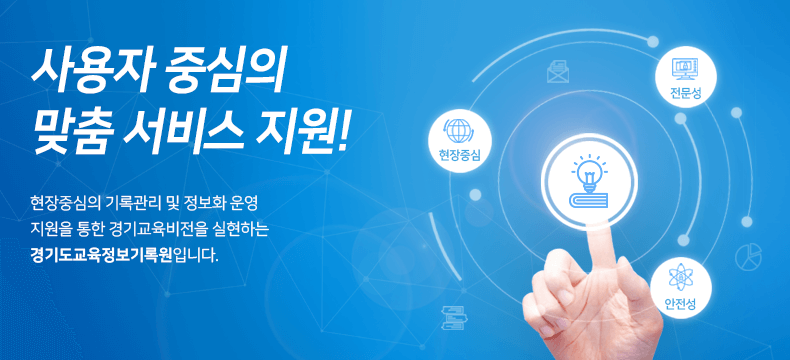 사용자 중심의
맞춤 서비스 지원!
현장중심의 기록관리 및 정보화 운영
지원을 통한 경기교육비전을 실현하는
경기도교육정보기록원입니다.
전문성
현장중심
안전성